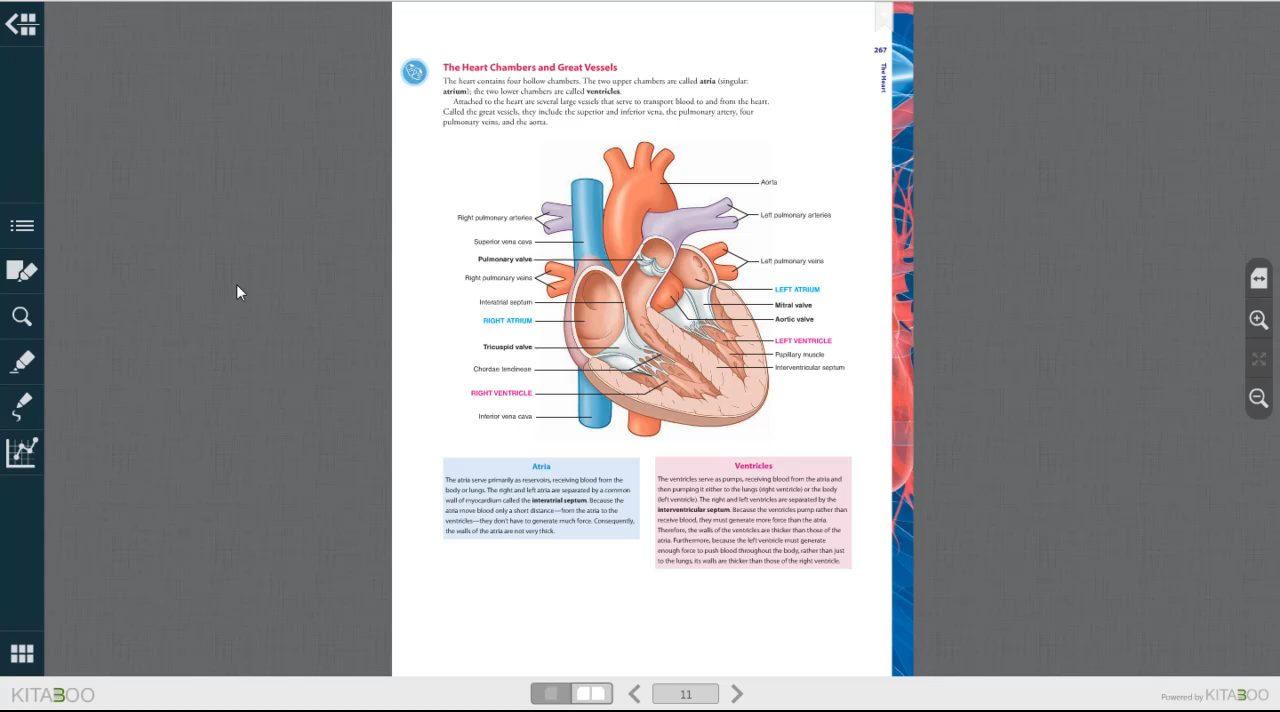 267
The Heart
The Heart Chambers and Great Vessels
The heart contains four hollow chambers. The two upper chambers are called atria (singular:
atrium); the two lower chambers are called ventricles.
Attached to the heart are several large vessels that serve to transport blood to and from the heart.
Called the great vessels, they include the superior and inferior vena, the pulmonary artery, four
pulmonary veins, and the aorta.
Right pulmonary arteries
Superior vena cava
Pulmonary valve
Right pulmonary veins
Interatrial septum
RIGHT ATRIUM
Tricuspid valve
Chordae tendineae
RIGHT VENTRICLE
Inferior vena cava
Aorta
Left pulmonary arteries
Left pulmonary veins
LEFT ATRIUM
Mitral valve
Aortic valve
LEFT VENTRICLE
Papillary muscle
Interventricular septum
Atria
The atria serve primarily as reservoirs, receiving blood from the
body or lungs. The right and left atria are separated by a common
wall of myocardium called the interatrial septum. Because the
atria move blood only a short distance—from the atria to the
ventricles—they don't have to generate much force. Consequently,
the walls of the atria are not very thick.
Ventricles
The ventricles serve as pumps, receiving blood from the atria and
then pumping it either to the lungs (right ventricle) or the body
(left ventricle). The right and left ventricles are separated by the
interventricular septum. Because the ventricles pump rather than
receive blood, they must generate more force than the atria.
Therefore, the walls of the ventricles are thicker than those of the
atria. Furthermore, because the left ventricle must generate
enough force to push blood throughout the body, rather than just
to the lungs, its walls are thicker than those of the right ventricle.
KITABOO
11
Powered by KITABOO